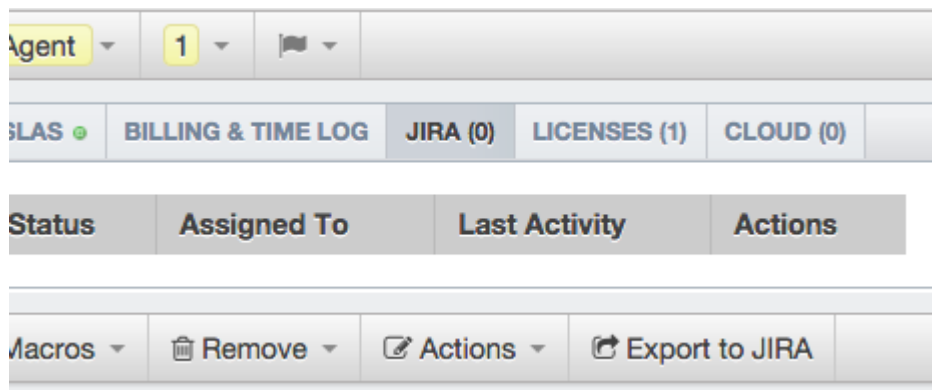 Agent 1
SLAS BILLING & TIME LOG JIRA (0) LICENSES (1) CLOUD (0)
Status Assigned To Last Activity Actions
Macros Remove Actions Export to JIRA